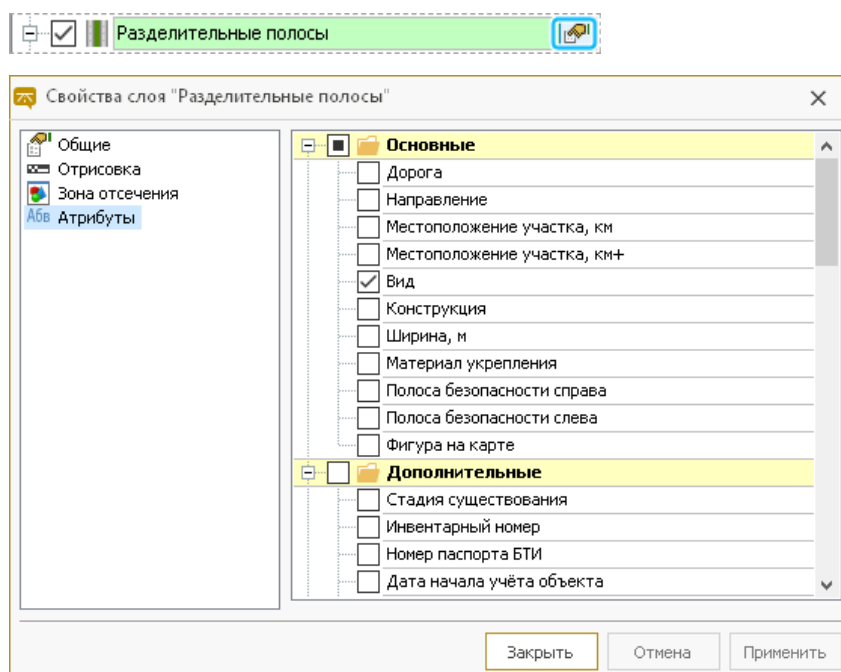 Разделительные полосы
Свойства слоя "Разделительные полосы"
Общие
Отрисовка
Зона отсечения
Абв Атрибуты
Основные
Дорога
Направление
Местоположение участка, км
Местоположение участка, км+
Вид
Конструкция
Ширина, м
Материал укрепления
Полоса безопасности справа
Полоса безопасности слева
Фигура на карте
Дополнительные
Стадия существования
Инвентарный номер
Номер паспорта БТИ
Дата начала учёта объекта
Закрыть
Отмена
Применить